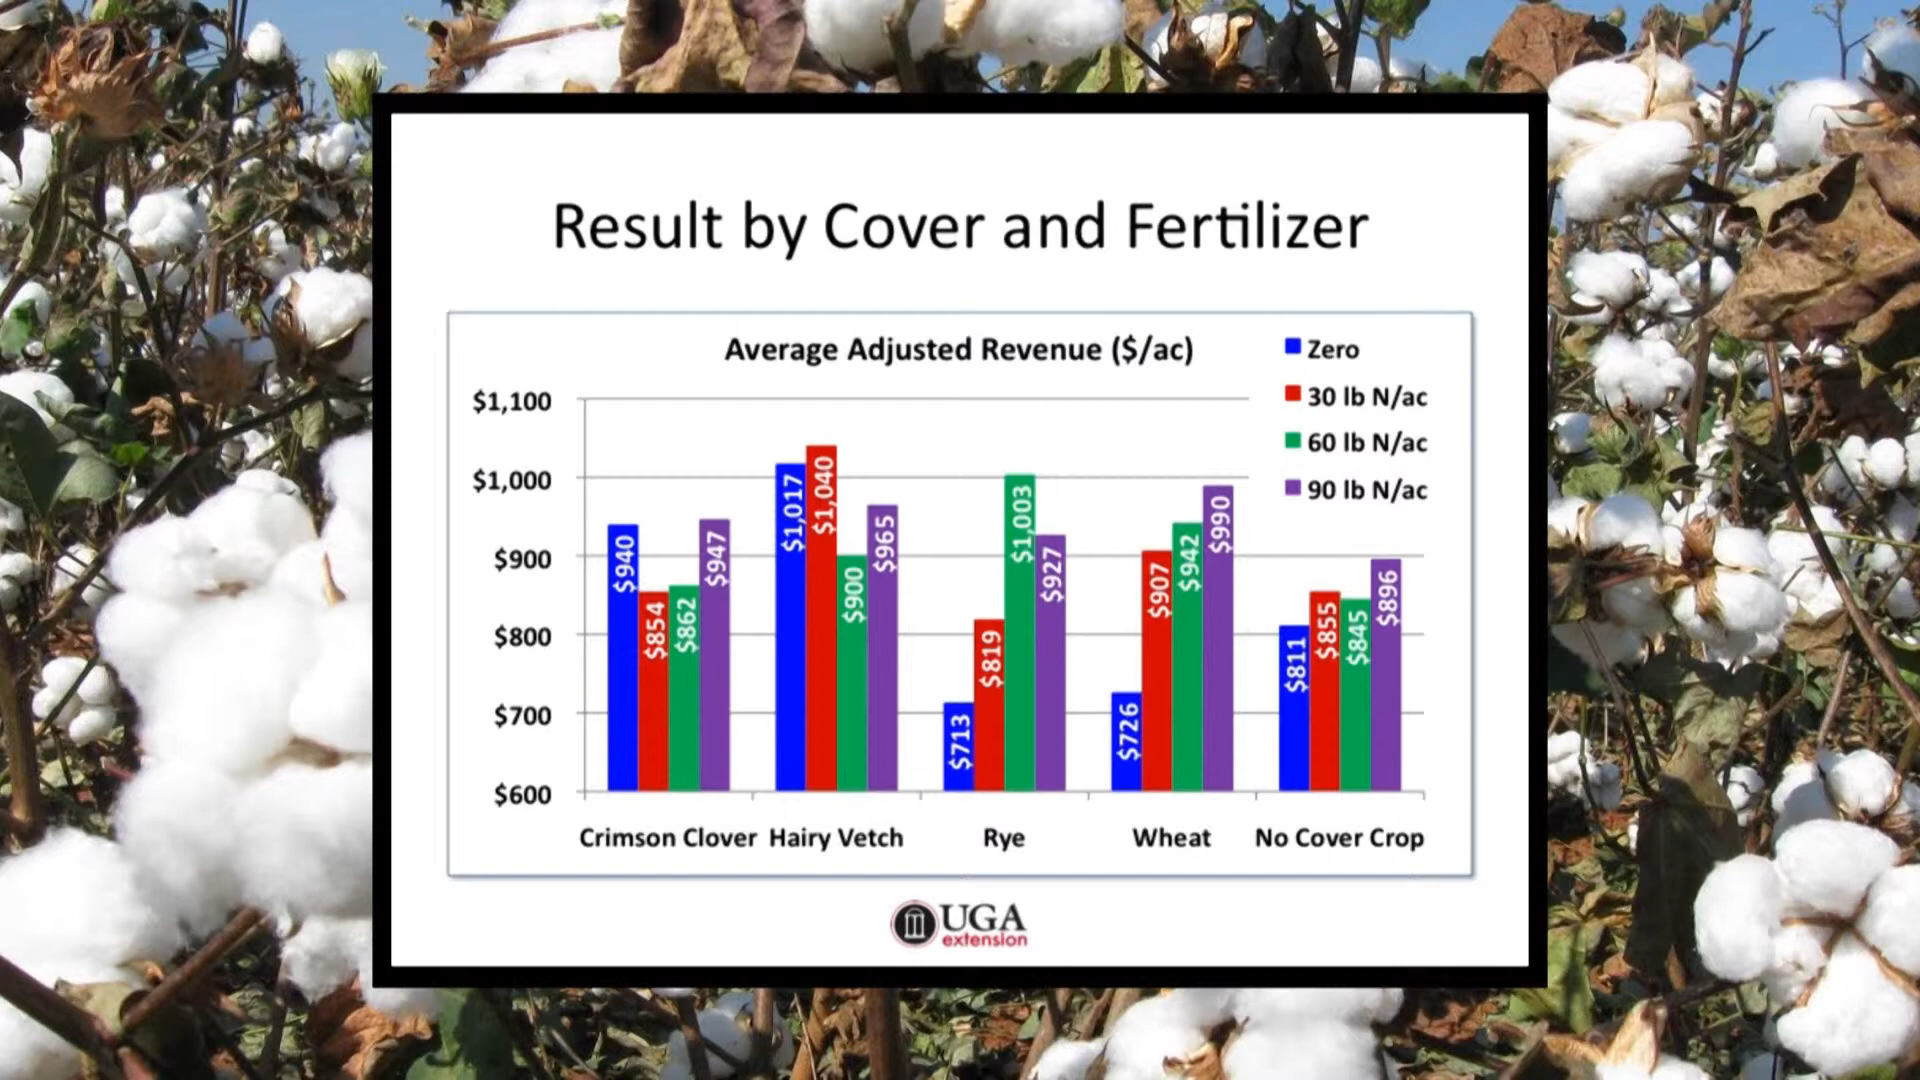 Result by Cover and Fertilizer
Average Adjusted Revenue ($/ac)
Zero
30 lb N/ac
60 lb N/ac
90 lb N/ac
$1,100
$1,000
$900
$800
$700
$600
$940
$854
$862
$947
$1,017
$1,040
$900
$965
$713
$819
$1,003
$927
$726
$907
$942
$990
$811
$855
$845
$896
Crimson Clover
Hairy Vetch
Rye
Wheat
No Cover Crop
UGA
extension